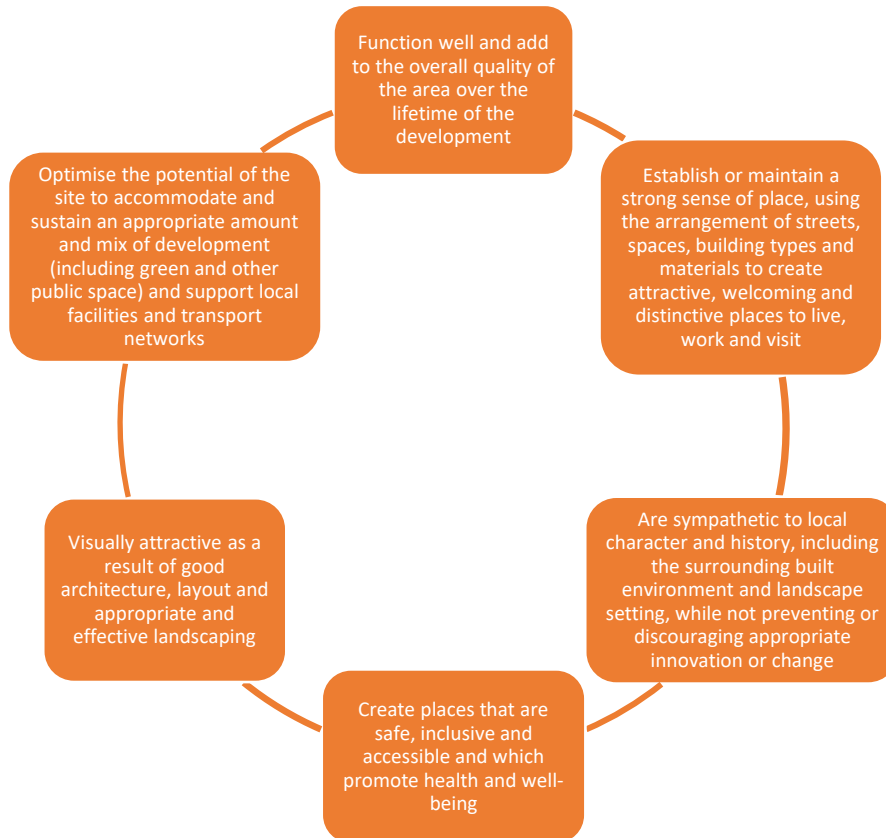 Function well and add
to the overall quality of
the area over the
lifetime of the
development
Establish or maintain a
strong sense of place, using
the arrangement of streets,
spaces, building types and
materials to create
attractive, welcoming and
distinctive places to live,
work and visit
Are sympathetic to local
character and history, including
the surrounding built
environment and landscape
setting, while not preventing or
discouraging appropriate
innovation or change
Create places that are
safe, inclusive and
accessible and which
promote health and well-
being
Visually attractive as a
result of good
architecture, layout and
appropriate and
effective landscaping
Optimise the potential of the
site to accommodate and
sustain an appropriate amount
and mix of development
(including green and other
public space) and support local
facilities and transport
networks